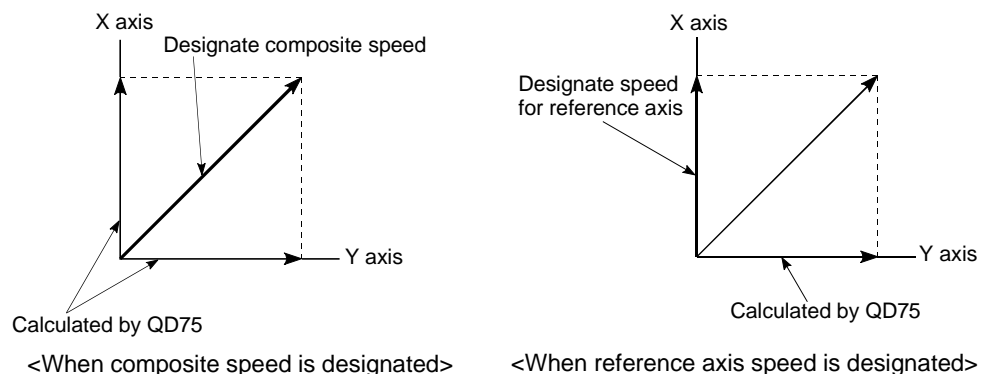 X axis
Designate composite speed
Y axis
Calculated by QD75
<When composite speed is designated>
X axis
Designate speed
for reference axis
Y axis
Calculated by QD75
<When reference axis speed is designated>